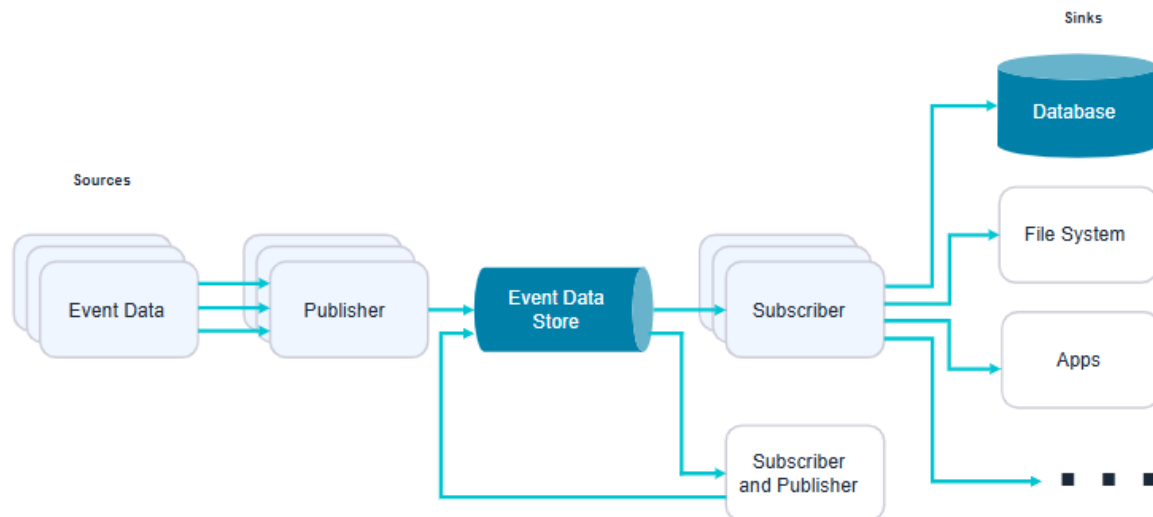 Sinks
Database
Sources
File System
Event Data
Publisher
Event Data
Store
Subscriber
Apps
Subscriber
and Publisher